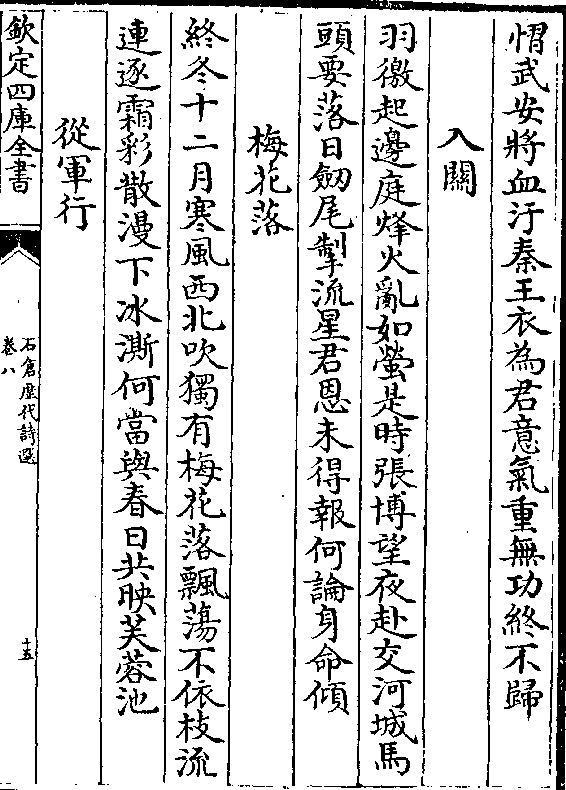 慴武安將血汙秦王衣為君意氣重無功終不歸
入關
羽檄起邊庭烽火亂如螢是時張博望夜赴交河城馬
頭要落日劒尾掣流星君恩未得報何論身命傾
梅花落
終冬十二月寒風西北吹獨有梅花落飄蕩不依枝流
連逐霜彩散漫下冰澌何當與春日共映芙蓉池
從軍行
欽定四庫全書
石倉歷代詩選
卷八
十五